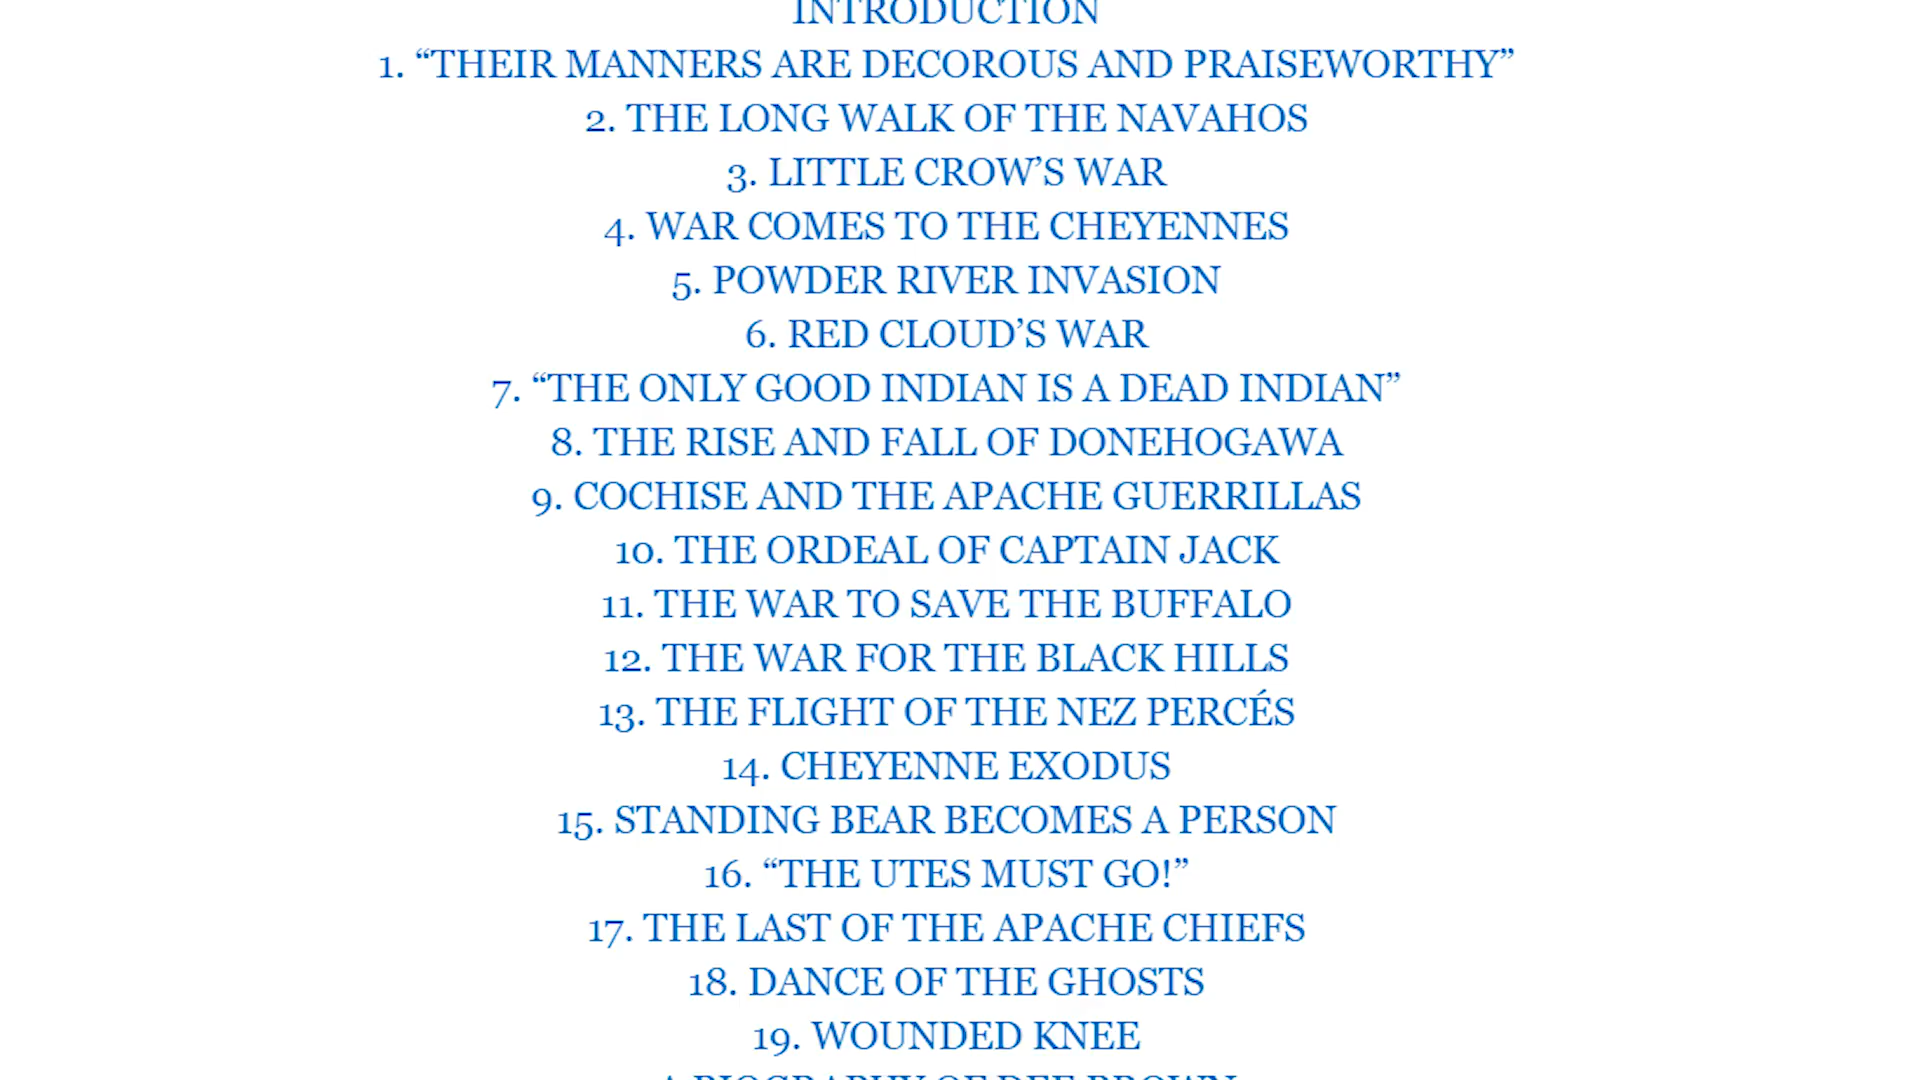 INTRODUCTION
1. “THEIR MANNERS ARE DECOROUS AND PRAISEWORTHY”
2. THE LONG WALK OF THE NAVAHOS
3. LITTLE CROW’S WAR
4. WAR COMES TO THE CHEYENNES
5. POWDER RIVER INVASION
6. RED CLOUD’S WAR
7. “THE ONLY GOOD INDIAN IS A DEAD INDIAN”
8. THE RISE AND FALL OF DONEHOGAWA
9. COCHISE AND THE APACHE GUERRILLAS
10. THE ORDEAL OF CAPTAIN JACK
11. THE WAR TO SAVE THE BUFFALO
12. THE WAR FOR THE BLACK HILLS
13. THE FLIGHT OF THE NEZ PERCÉS
14. CHEYENNE EXODUS
15. STANDING BEAR BECOMES A PERSON
16. “THE UTES MUST GO!”
17. THE LAST OF THE APACHE CHIEFS
18. DANCE OF THE GHOSTS
19. WOUNDED KNEE
A BIOGRAPHY OF DEE BROWN